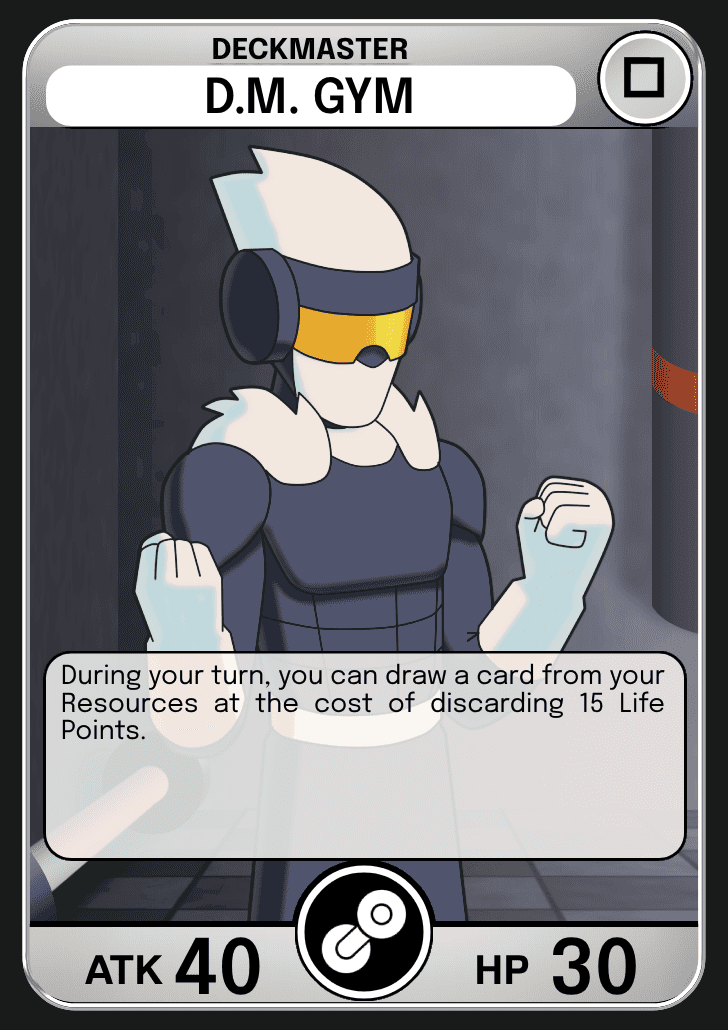 DECKMASTER
D.M. GYM
During your turn, you can draw a card from your
Resources at the cost of discarding 15 Life
Points.
ATK 40
HP 30